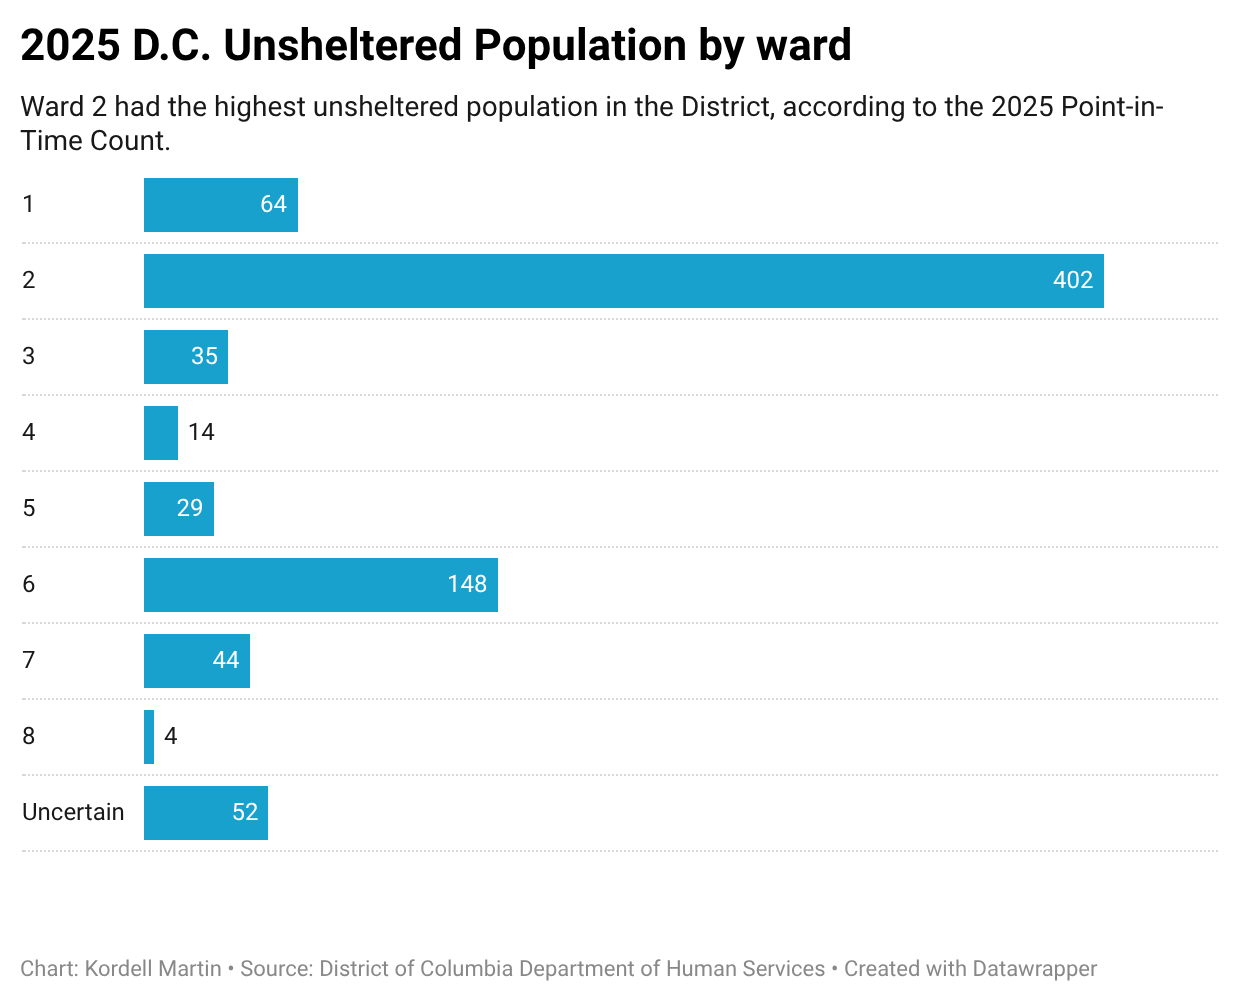 2025 D.C. Unsheltered Population by ward
Ward 2 had the highest unsheltered population in the District, according to the 2025 Point-in-
Time Count.
1 64
2 402
3 35
4 14
5 29
6 148
7 44
8 4
Uncertain 52
Chart: Kordell Martin • Source: District of Columbia Department of Human Services • Created with Datawrapper